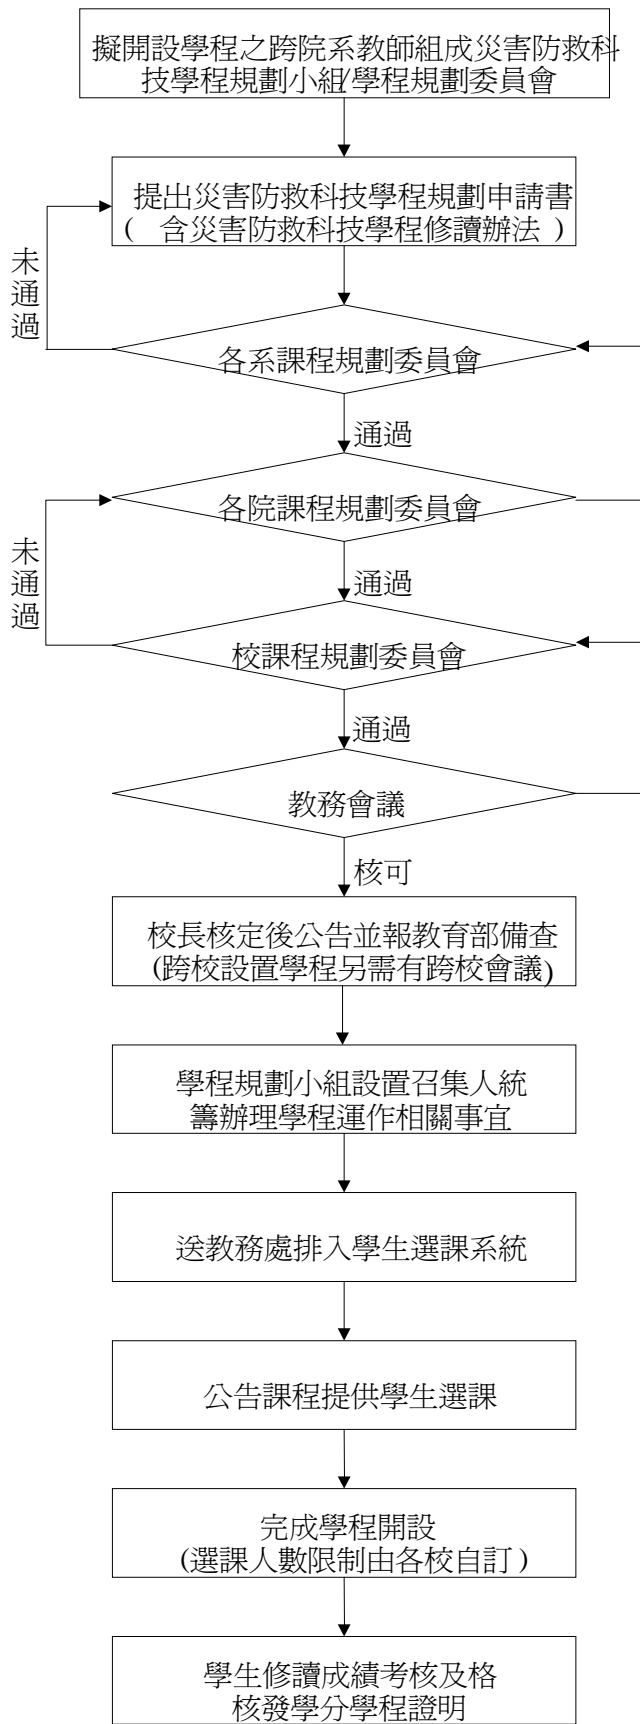 擬開設學程之跨院系教師組成災害防救科
技學程規劃小組/學程規劃委員會
提出災害防救科技學程規劃申請書
( 含災害防救科技學程修讀辦法 )
未通過
各系課程規劃委員會
通過
各院課程規劃委員會
未通過
通過
校課程規劃委員會
通過
教務會議
核可
校長核定後公告並報教育部備查
(跨校設置學程另需有跨校會議)
學程規劃小組設置召集人統
籌辦理學程運作相關事宜
送教務處排入學生選課系統
公告課程提供學生選課
完成學程開設
(選課人數限制由各校自訂)
學生修讀成績考核及格
核發學分學程證明